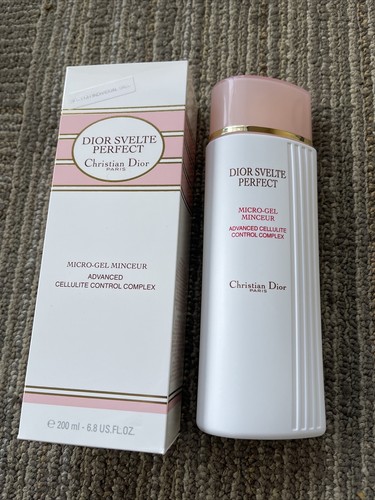 DIOR SVELTE
PERFECT
Christian Dior
PARIS
MICRO-GEL MINCEUR
ADVANCED
CELLULITE CONTROL COMPLEX
℮ 200 ml - 6.8 US.FL.OZ.
DIOR SVELTE
PERFECT
MICRO-GEL
MINCEUR
ADVANCED CELLULITE
CONTROL COMPLEX
Christian Dior
PARIS